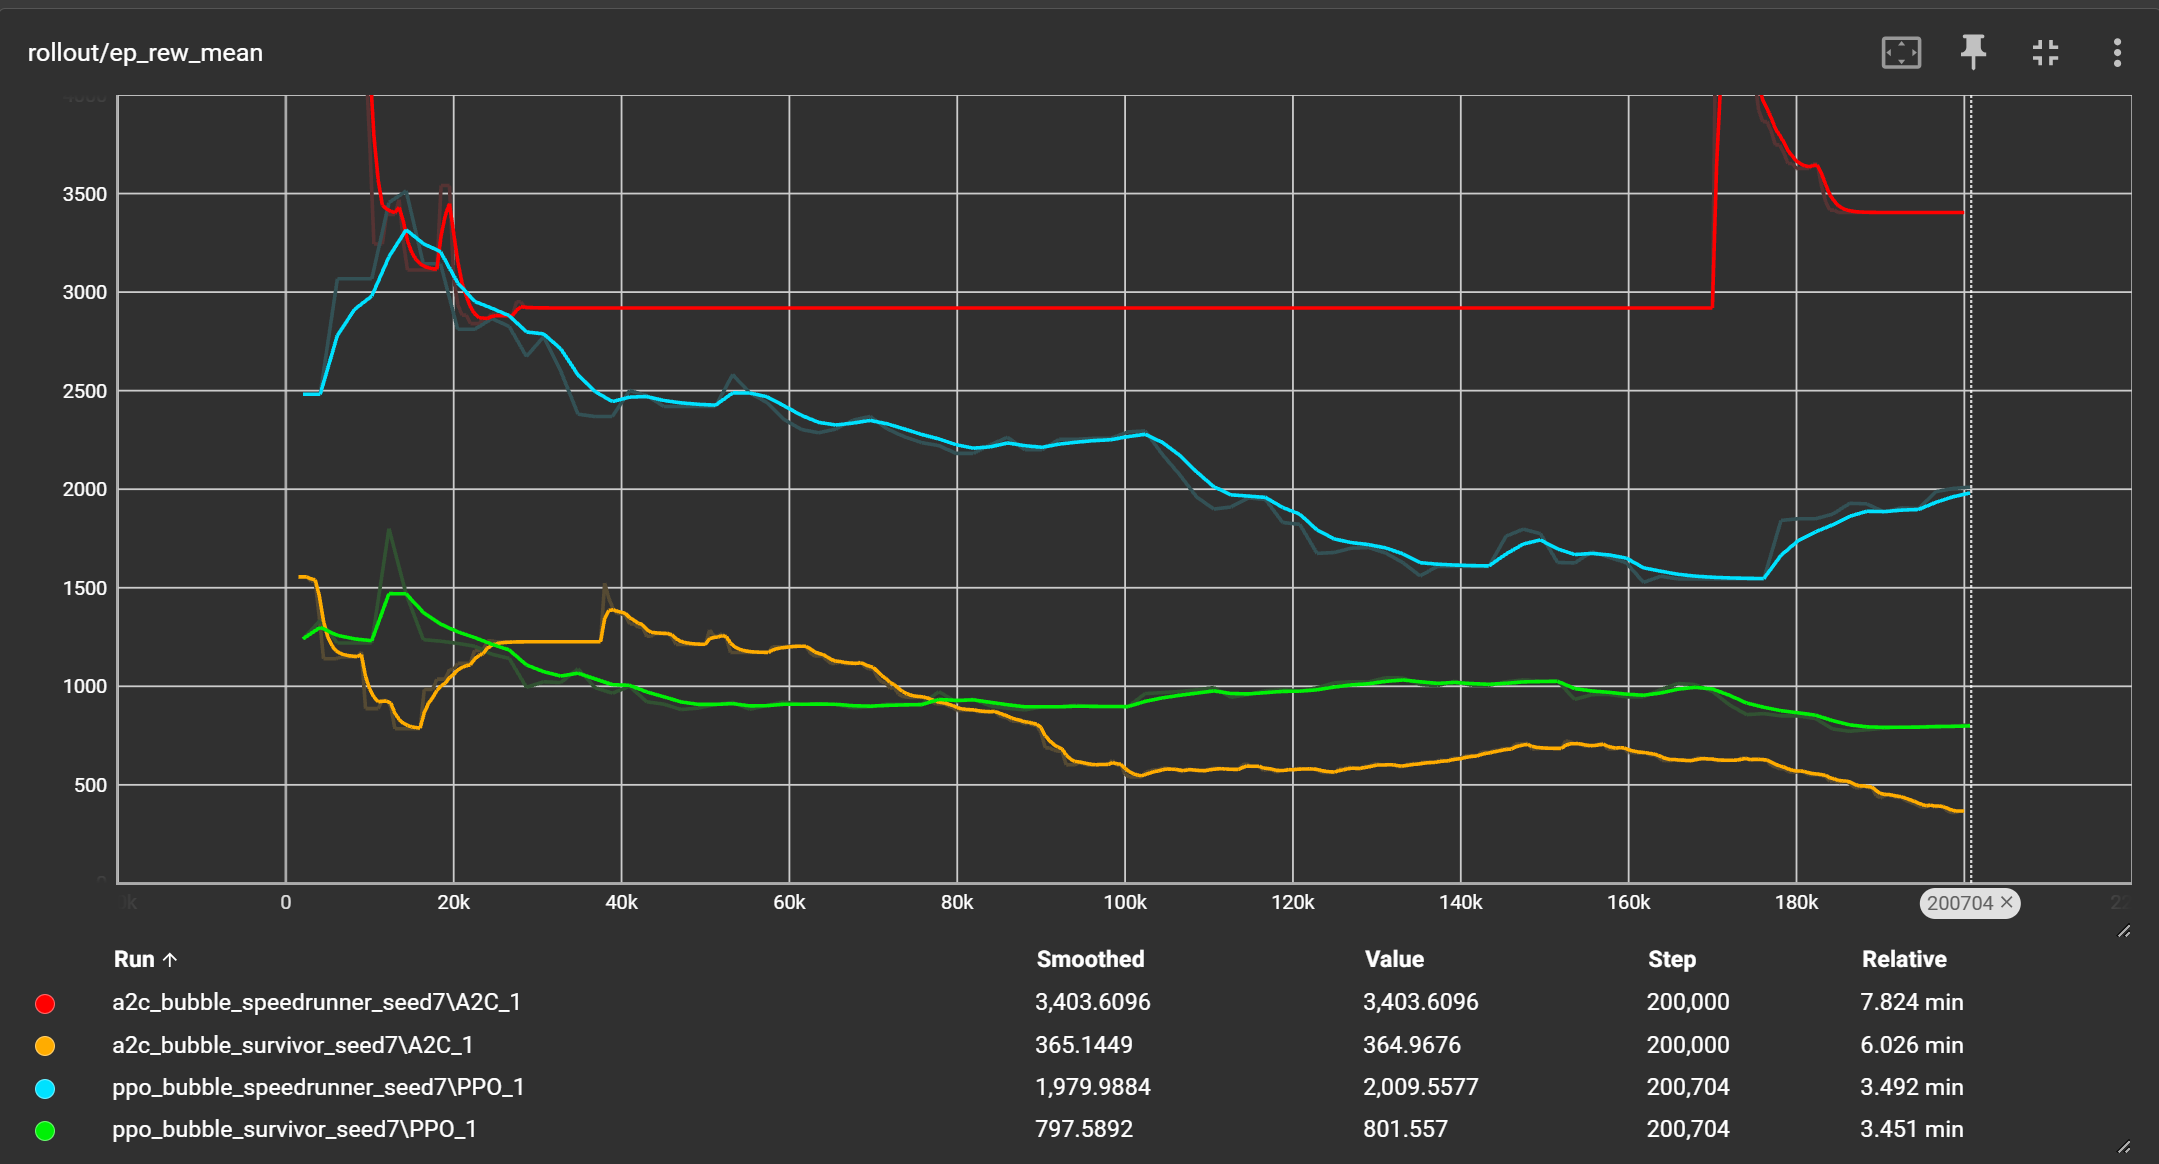 rollout/ep_rew_mean
4000
3500
3000
2500
2000
1500
1000
500
0
0 20k 40k 60k 80k 100k 120k 140k 160k 180k 200704 ✕
Run ↑ Smoothed Value Step Relative
a2c_bubble_speedrunner_seed7\A2C_1 3,403.6096 3,403.6096 200,000 7.824 min
a2c_bubble_survivor_seed7\A2C_1 365.1449 364.9676 200,000 6.026 min
ppo_bubble_speedrunner_seed7\PPO_1 1,979.9884 2,009.5577 200,704 3.492 min
ppo_bubble_survivor_seed7\PPO_1 797.5892 801.557 200,704 3.451 min